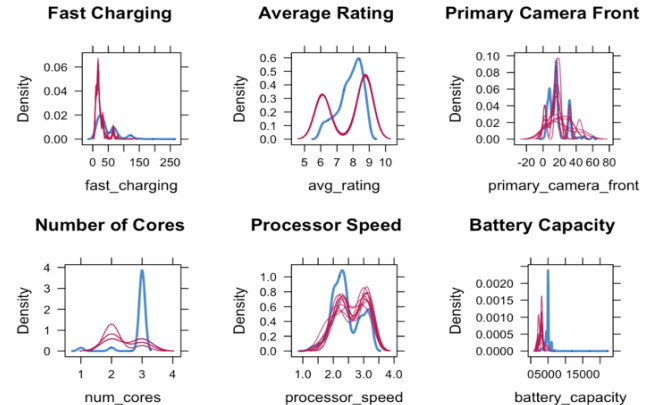 Fast Charging Average Rating Primary Camera Front
Density
0.00 0.02 0.04 0.06
0 50 150 250
fast_charging
Density
0.0 0.1 0.2 0.3 0.4 0.5 0.6
5 6 7 8 9 10
avg_rating
Density
0.00 0.02 0.04 0.06 0.08 0.10
-20 0 20 40 60 80
primary_camera_front
Number of Cores Processor Speed Battery Capacity
Density
0 1 2 3 4
1 2 3 4
num_cores
Density
0.0 0.2 0.4 0.6 0.8 1.0
1.0 2.0 3.0 4.0
processor_speed
Density
0.0000 0.0005 0.0010 0.0015 0.0020
05000 15000
battery_capacity